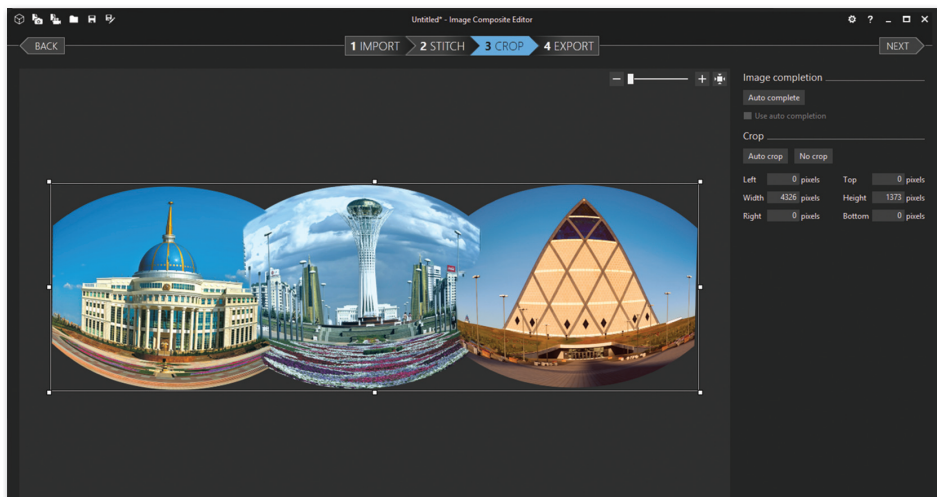 Untitled* - Image Composite Editor
BACK
1 IMPORT 2 STITCH 3 CROP 4 EXPORT
NEXT
Image completion
Auto complete
Use auto completion
Crop
Auto crop No crop
Left 0 pixels Top 0 pixels
Width 4326 pixels Height 1373 pixels
Right 0 pixels Bottom 0 pixels